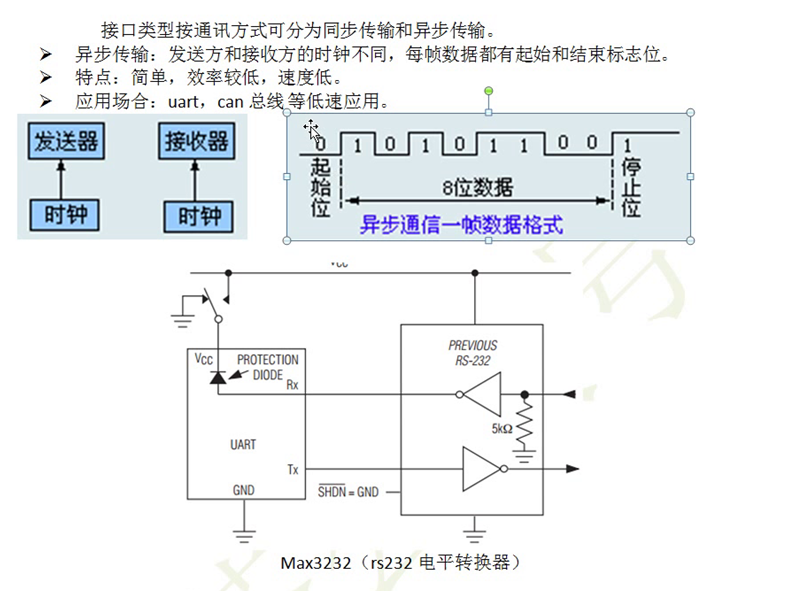 接口类型按通讯方式可分为同步传输和异步传输。
异步传输：发送方和接收方的时钟不同，每帧数据都有起始和结束标志位。
特点：简单，效率较低，速度低。
应用场合：uart，can 总线 等低速应用。
发送器 接收器
时钟 时钟
0 1 0 1 0 1 1 0 0 1
起始位 8位数据 停止位
异步通信一帧数据格式
Vcc PROTECTION DIODE
Rx
UART
Tx
GND
PREVIOUS
RS-232
5kΩ
SHDN = GND
Max3232（rs232 电平转换器）